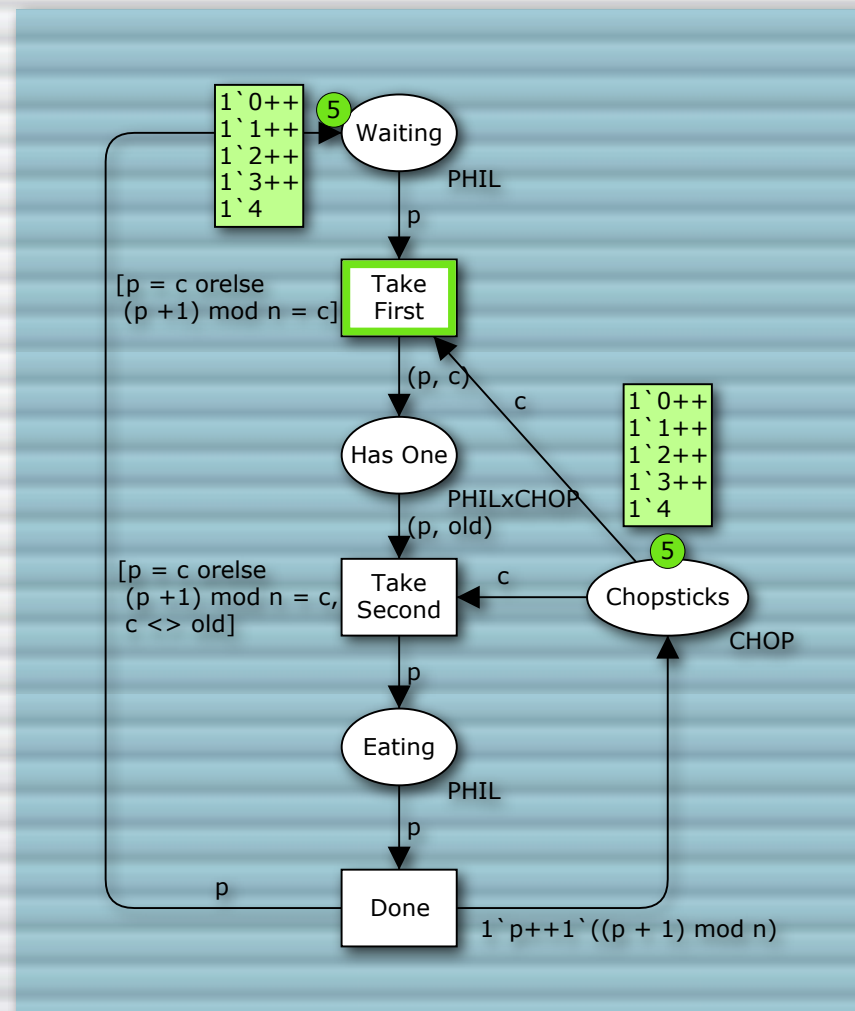 1`0++
1`1++
1`2++
1`3++
1`4
5
Waiting
PHIL
p
[p = c orelse
(p +1) mod n = c]
Take
First
(p, c)
c
1`0++
1`1++
1`2++
1`3++
1`4
Has One
PHILxCHOP
(p, old)
5
[p = c orelse
(p +1) mod n = c,
c <> old]
Take
Second
c
Chopsticks
CHOP
p
Eating
PHIL
p
p
Done
1`p++1`((p + 1) mod n)